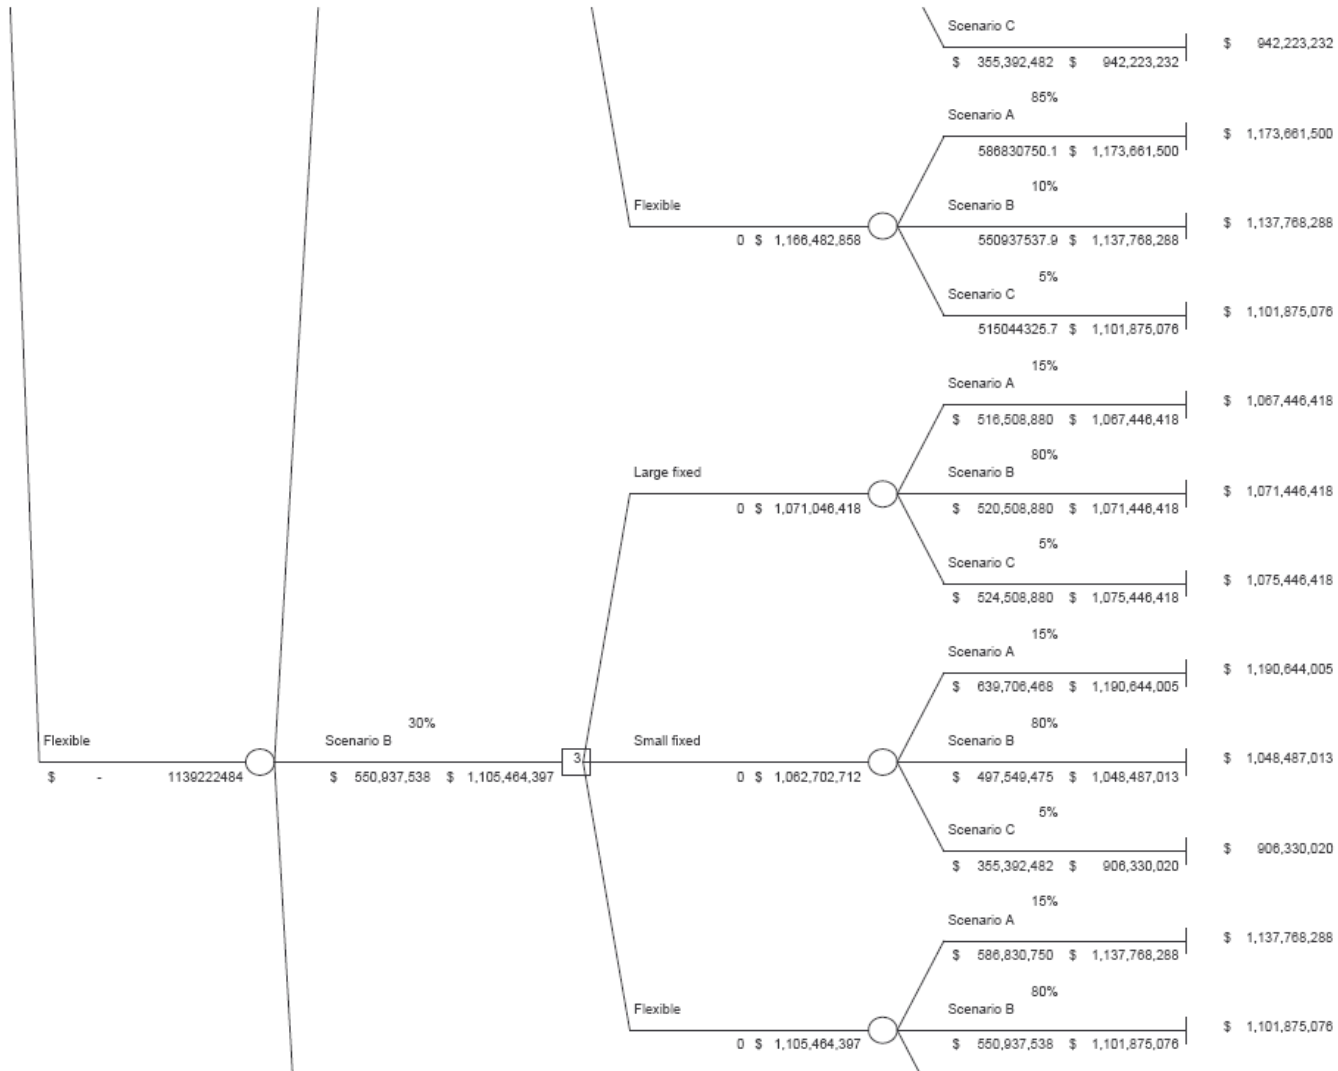 Scenario C
$ 942,223,232
$ 355,392,482 $ 942,223,232
85%
Scenario A
$ 1,173,661,500
586830750.1 $ 1,173,661,500
10%
Flexible
Scenario B
$ 1,137,768,288
0 $ 1,166,482,858
550937537.9 $ 1,137,768,288
5%
Scenario C
$ 1,101,875,076
515044325.7 $ 1,101,875,076
15%
Scenario A
$ 1,067,446,418
$ 516,508,880 $ 1,067,446,418
80%
Large fixed
Scenario B
$ 1,071,446,418
0 $ 1,071,046,418
$ 520,508,880 $ 1,071,446,418
5%
Scenario C
$ 1,075,446,418
$ 524,508,880 $ 1,075,446,418
15%
Scenario A
$ 1,190,644,005
$ 639,706,468 $ 1,190,644,005
30%
80%
Flexible
Scenario B
3
Small fixed
Scenario B
$ 1,048,487,013
$ - 1139222484
$ 550,937,538 $ 1,105,464,397
0 $ 1,062,702,712
$ 497,549,475 $ 1,048,487,013
5%
Scenario C
$ 906,330,020
$ 355,392,482 $ 906,330,020
15%
Scenario A
$ 1,137,768,288
$ 586,830,750 $ 1,137,768,288
80%
Flexible
Scenario B
$ 1,101,875,076
0 $ 1,105,464,397
$ 550,937,538 $ 1,101,875,076